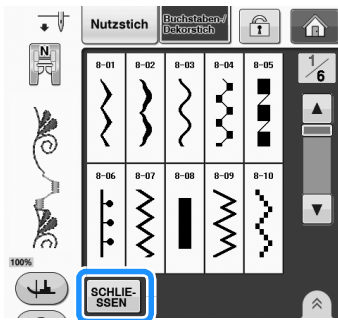 Nutzstich
Buchstaben-/
Dekorstich
N
8-01 8-02 8-03 8-04 8-05
1/6
8-06 8-07 8-08 8-09 8-10
100%
SCHLIE-
SSEN